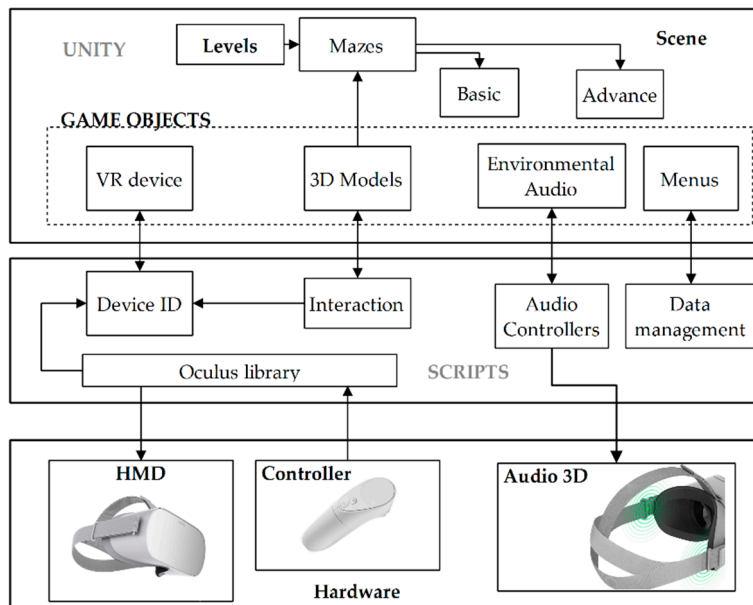 UNITY
Levels
Mazes
Scene
Basic
Advance
GAME OBJECTS
VR device
3D Models
Environmental
Audio
Menus
Device ID
Interaction
Audio
Controllers
Data
management
Oculus library
SCRIPTS
HMD
Controller
Audio 3D
Hardware